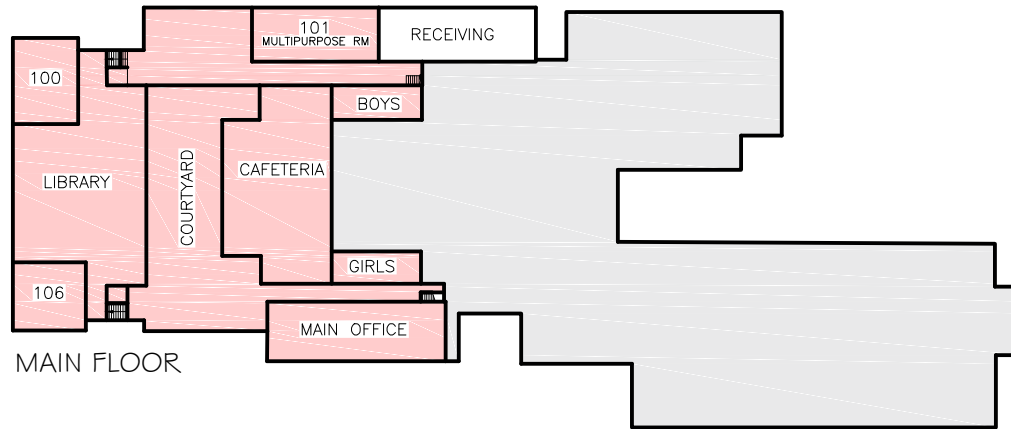 101
MULTIPURPOSE RM
RECEIVING
100
BOYS
LIBRARY
COURTYARD
CAFETERIA
GIRLS
106
MAIN OFFICE
MAIN FLOOR